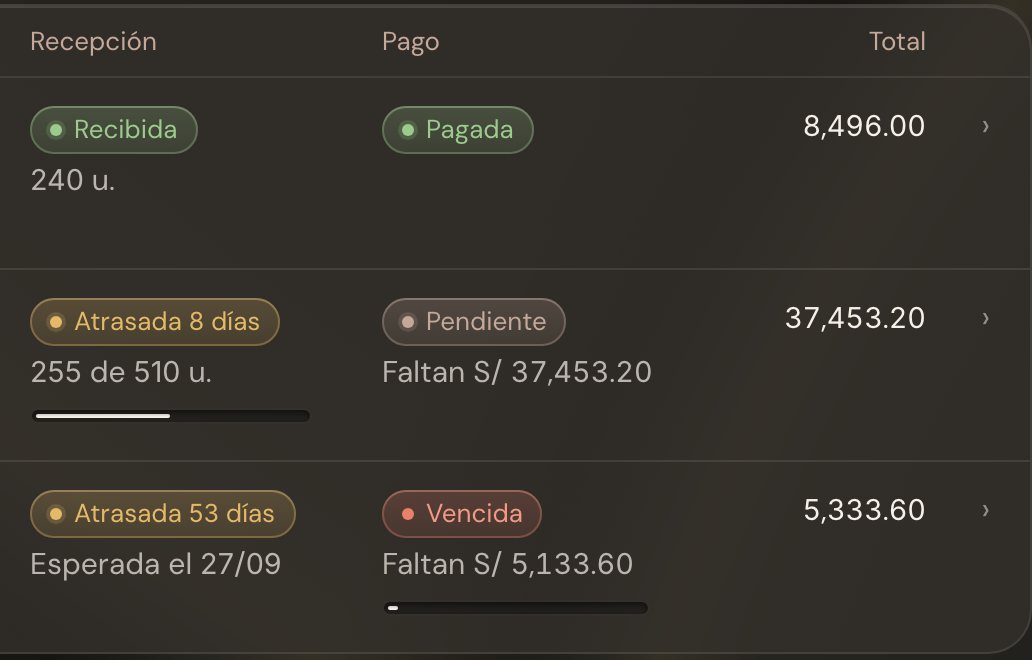 Recepción Pago Total
Recibida Pagada 8,496.00 ›
240 u.
Atrasada 8 días Pendiente 37,453.20 ›
255 de 510 u. Faltan S/ 37,453.20
Atrasada 53 días Vencida 5,333.60 ›
Esperada el 27/09 Faltan S/ 5,133.60